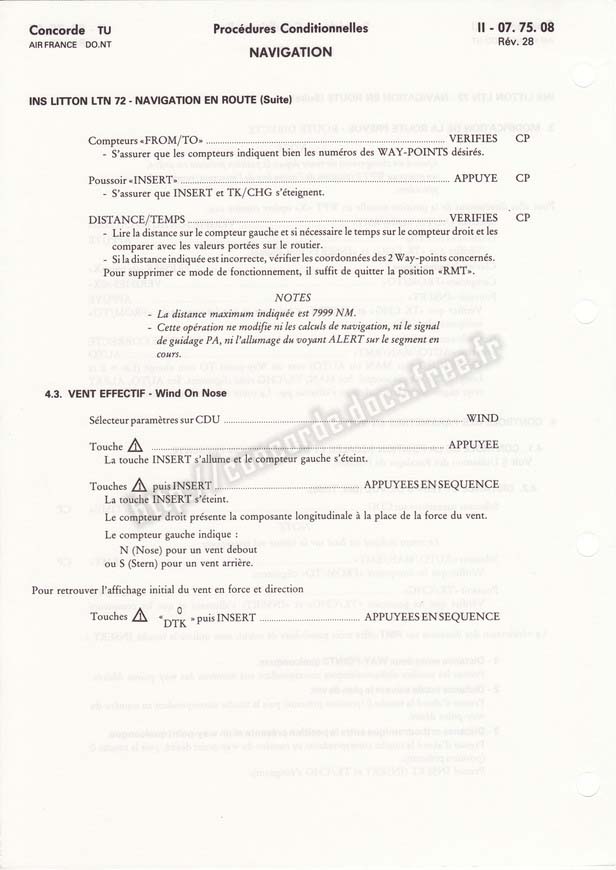 Concorde TU
AIR FRANCE DO.NT
Procédures Conditionnelles
NAVIGATION
II - 07. 75. 08
Rév. 28
INS LITTON LTN 72 - NAVIGATION EN ROUTE (Suite)
Compteurs «FROM/TO» ........ VERIFIES CP
- S'assurer que les compteurs indiquent bien les numéros des WAY-POINTS désirés.
Poussoir «INSERT» ........ APPUYE CP
- S'assurer que INSERT et TK/CHG s'éteignent.
DISTANCE/TEMPS ........ VERIFIES CP
- Lire la distance sur le compteur gauche et si nécessaire le temps sur le compteur droit et les
comparer avec les valeurs portées sur le routier.
- Si la distance indiquée est incorrecte, vérifier les coordonnées des 2 Way-points concernés.
Pour supprimer ce mode de fonctionnement, il suffit de quitter la position «RMT».
NOTES
- La distance maximum indiquée est 7999 NM.
- Cette opération ne modifie ni les calculs de navigation, ni le signal
de guidage PA, ni l'allumage du voyant ALERT sur le segment en
cours.
4.3. VENT EFFECTIF - Wind On Nose
Sélecteur paramètres sur CDU ........ WIND
Touche ⚠ ........ APPUYEE
La touche INSERT s'allume et le compteur gauche s'éteint.
Touches ⚠ puis INSERT ........ APPUYEES EN SEQUENCE
La touche INSERT s'éteint.
Le compteur droit présente la composante longitudinale à la place de la force du vent.
Le compteur gauche indique :
N (Nose) pour un vent debout
ou S (Stern) pour un vent arrière.
Pour retrouver l'affichage initial du vent en force et direction
Touches ⚠ « 0 DTK » puis INSERT ........ APPUYEES EN SEQUENCE
http://concorde.docs.free.fr